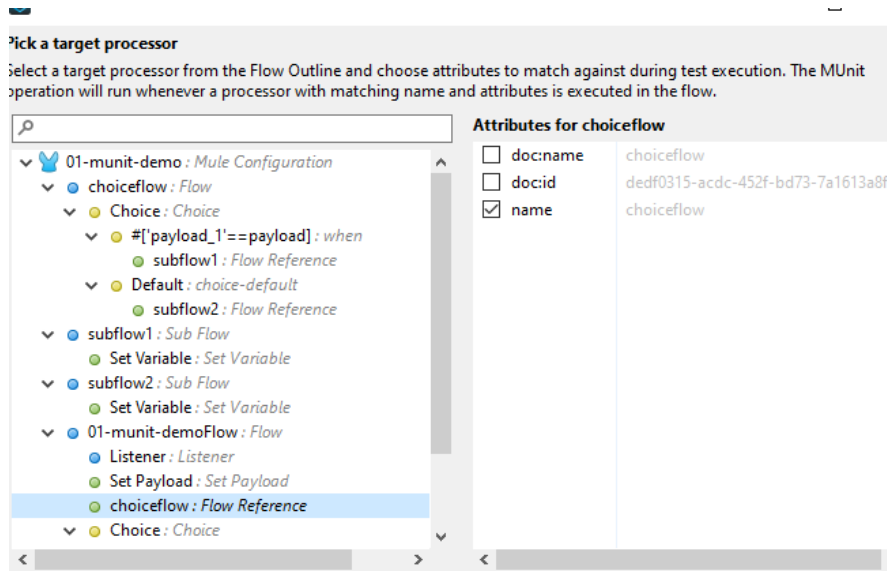 Pick a target processor
Select a target processor from the Flow Outline and choose attributes to match against during test execution. The MUnit
operation will run whenever a processor with matching name and attributes is executed in the flow.
Attributes for choiceflow
01-munit-demo : Mule Configuration
choiceflow : Flow
Choice : Choice
#['payload_1'==payload] : when
subflow1 : Flow Reference
Default : choice-default
subflow2 : Flow Reference
subflow1 : Sub Flow
Set Variable : Set Variable
subflow2 : Sub Flow
Set Variable : Set Variable
01-munit-demoFlow : Flow
Listener : Listener
Set Payload : Set Payload
choiceflow : Flow Reference
Choice : Choice
doc:name choiceflow
doc:id dedf0315-acdc-452f-bd73-7a1613a8f
name choiceflow